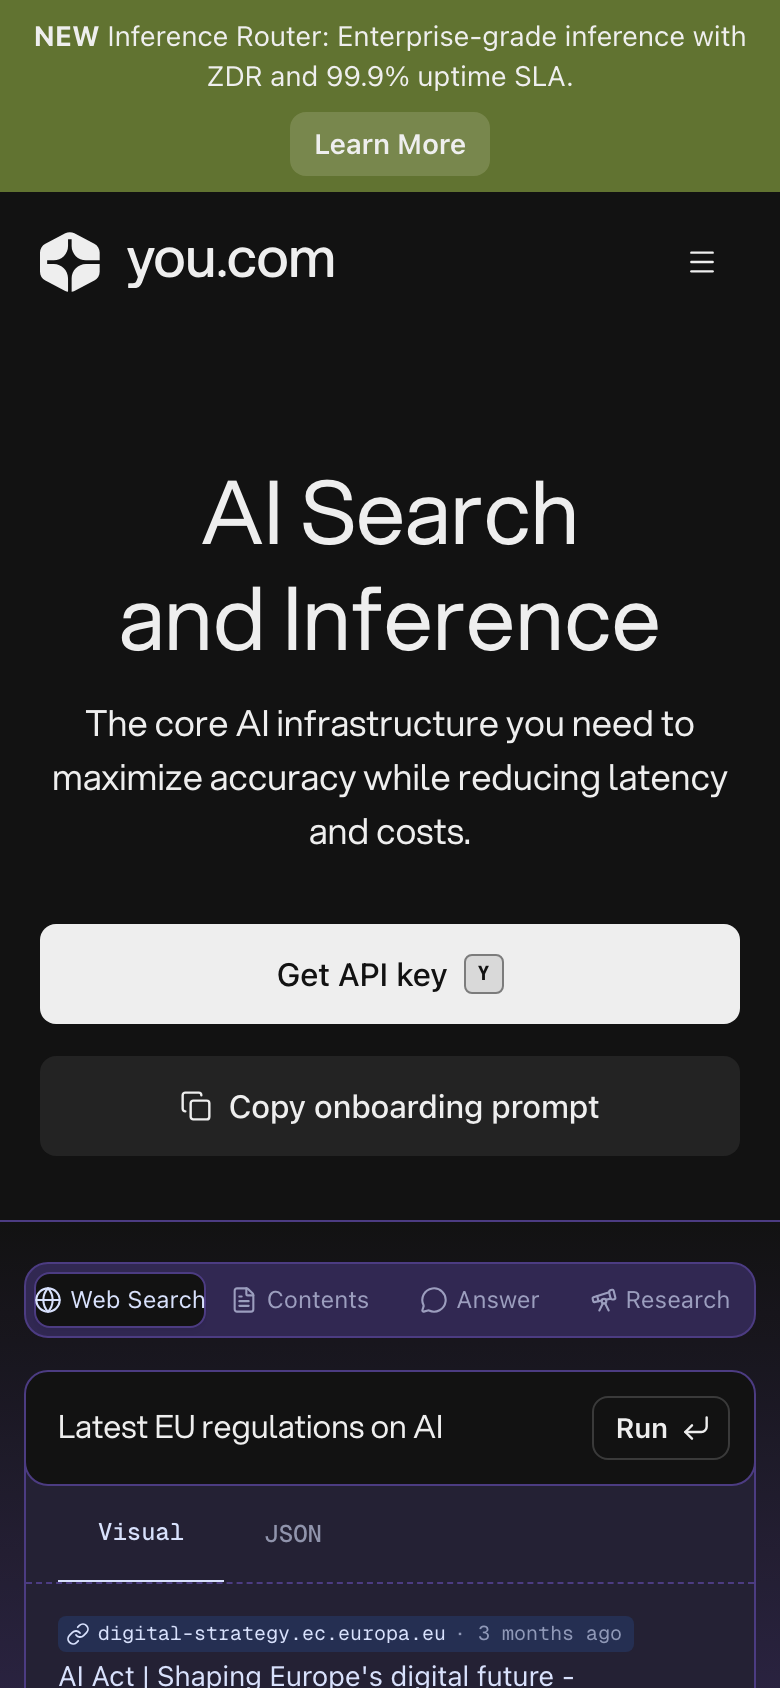 NEW Inference Router: Enterprise-grade inference with
ZDR and 99.9% uptime SLA.
Learn More
you.com
AI Search
and Inference
The core AI infrastructure you need to
maximize accuracy while reducing latency
and costs.
Get API key Y
Copy onboarding prompt
Web Search Contents Answer Research
Latest EU regulations on AI Run
Visual JSON
digital-strategy.ec.europa.eu · 3 months ago
AI Act | Shaping Europe's digital future -